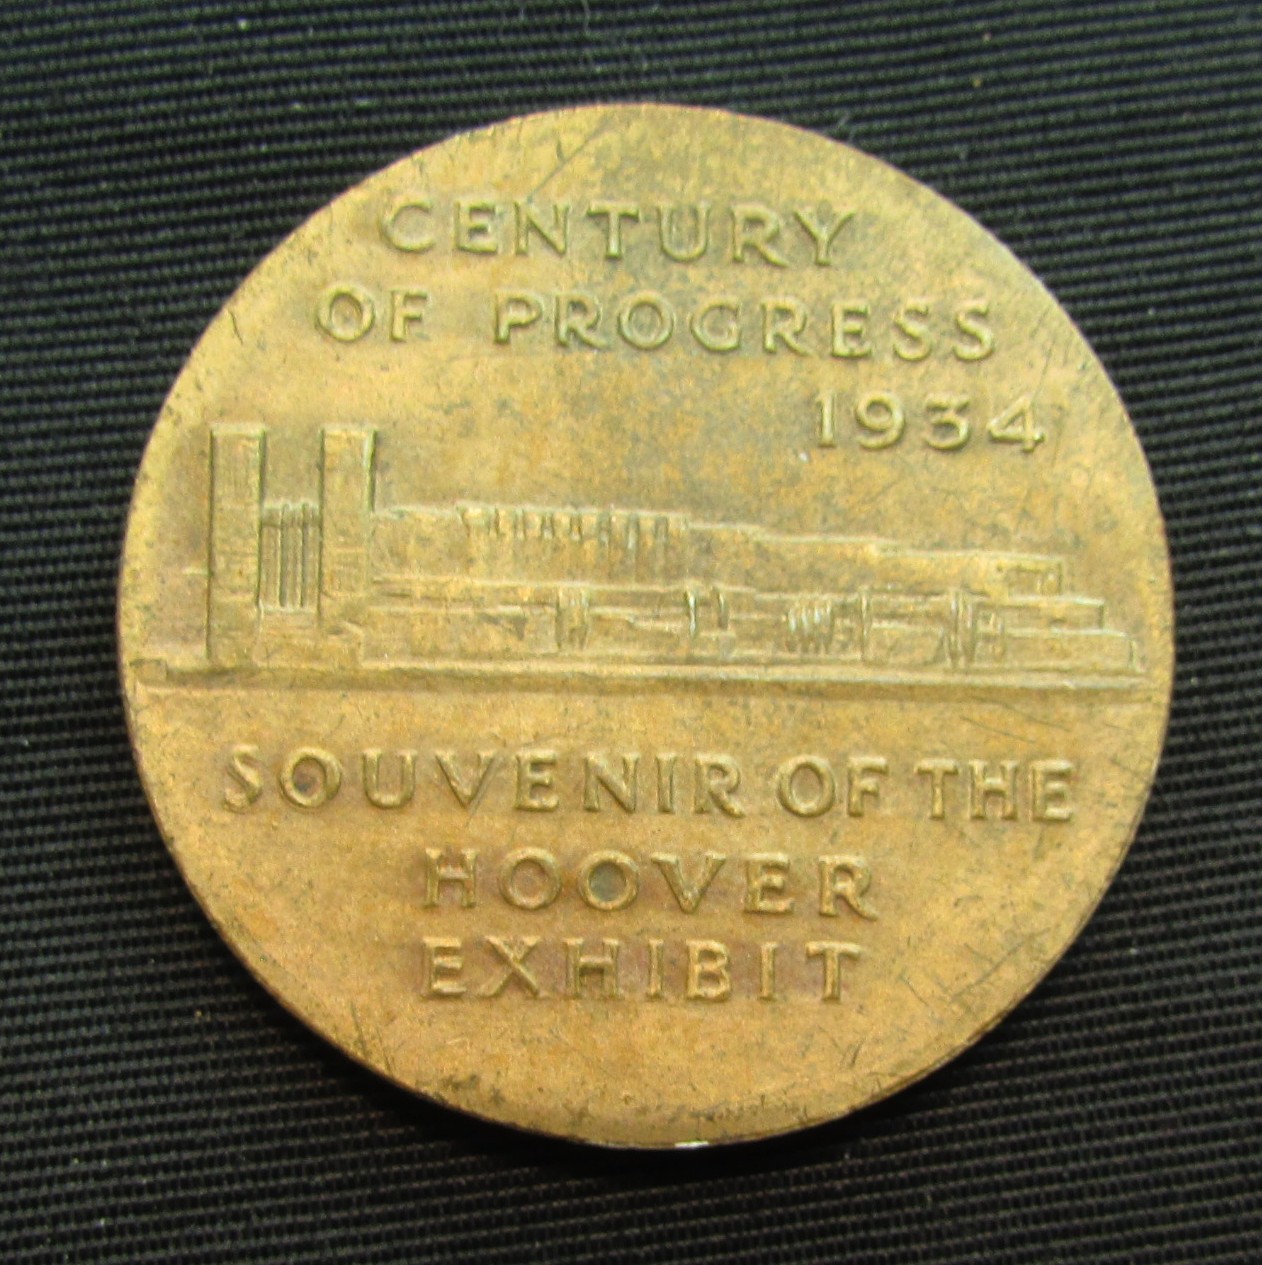 CENTURY
OF PROGRESS
1934
SOUVENIR OF THE
HOOVER
EXHIBIT